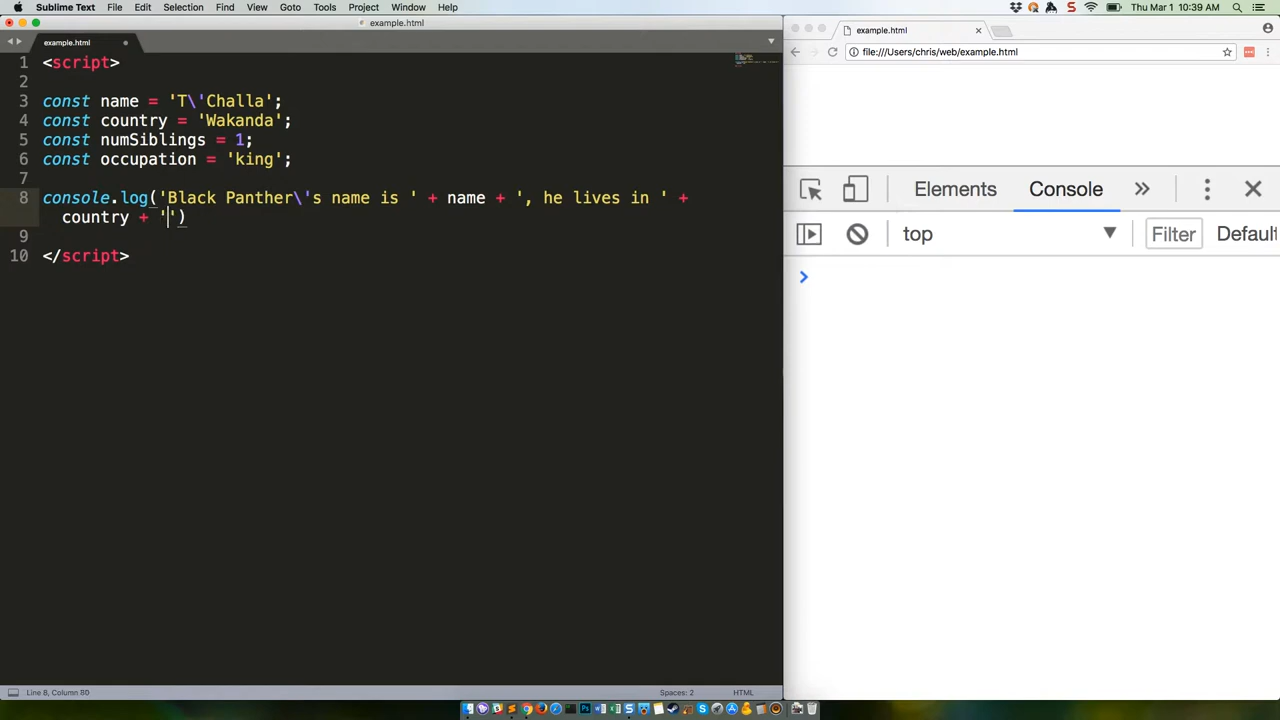 Sublime Text File Edit Selection Find View Goto Tools Project Window Help
Thu Mar 1 10:39 AM
example.html
example.html
1 <script>
2
3 const name = 'T\'Challa';
4 const country = 'Wakanda';
5 const numSiblings = 1;
6 const occupation = 'king';
7
8 console.log('Black Panther\'s name is ' + name + ', he lives in ' +
country + '')
9
10 </script>
Line 8, Column 80
Spaces: 2
HTML
example.html
file:///Users/chris/web/example.html
Elements Console »
top Filter Default